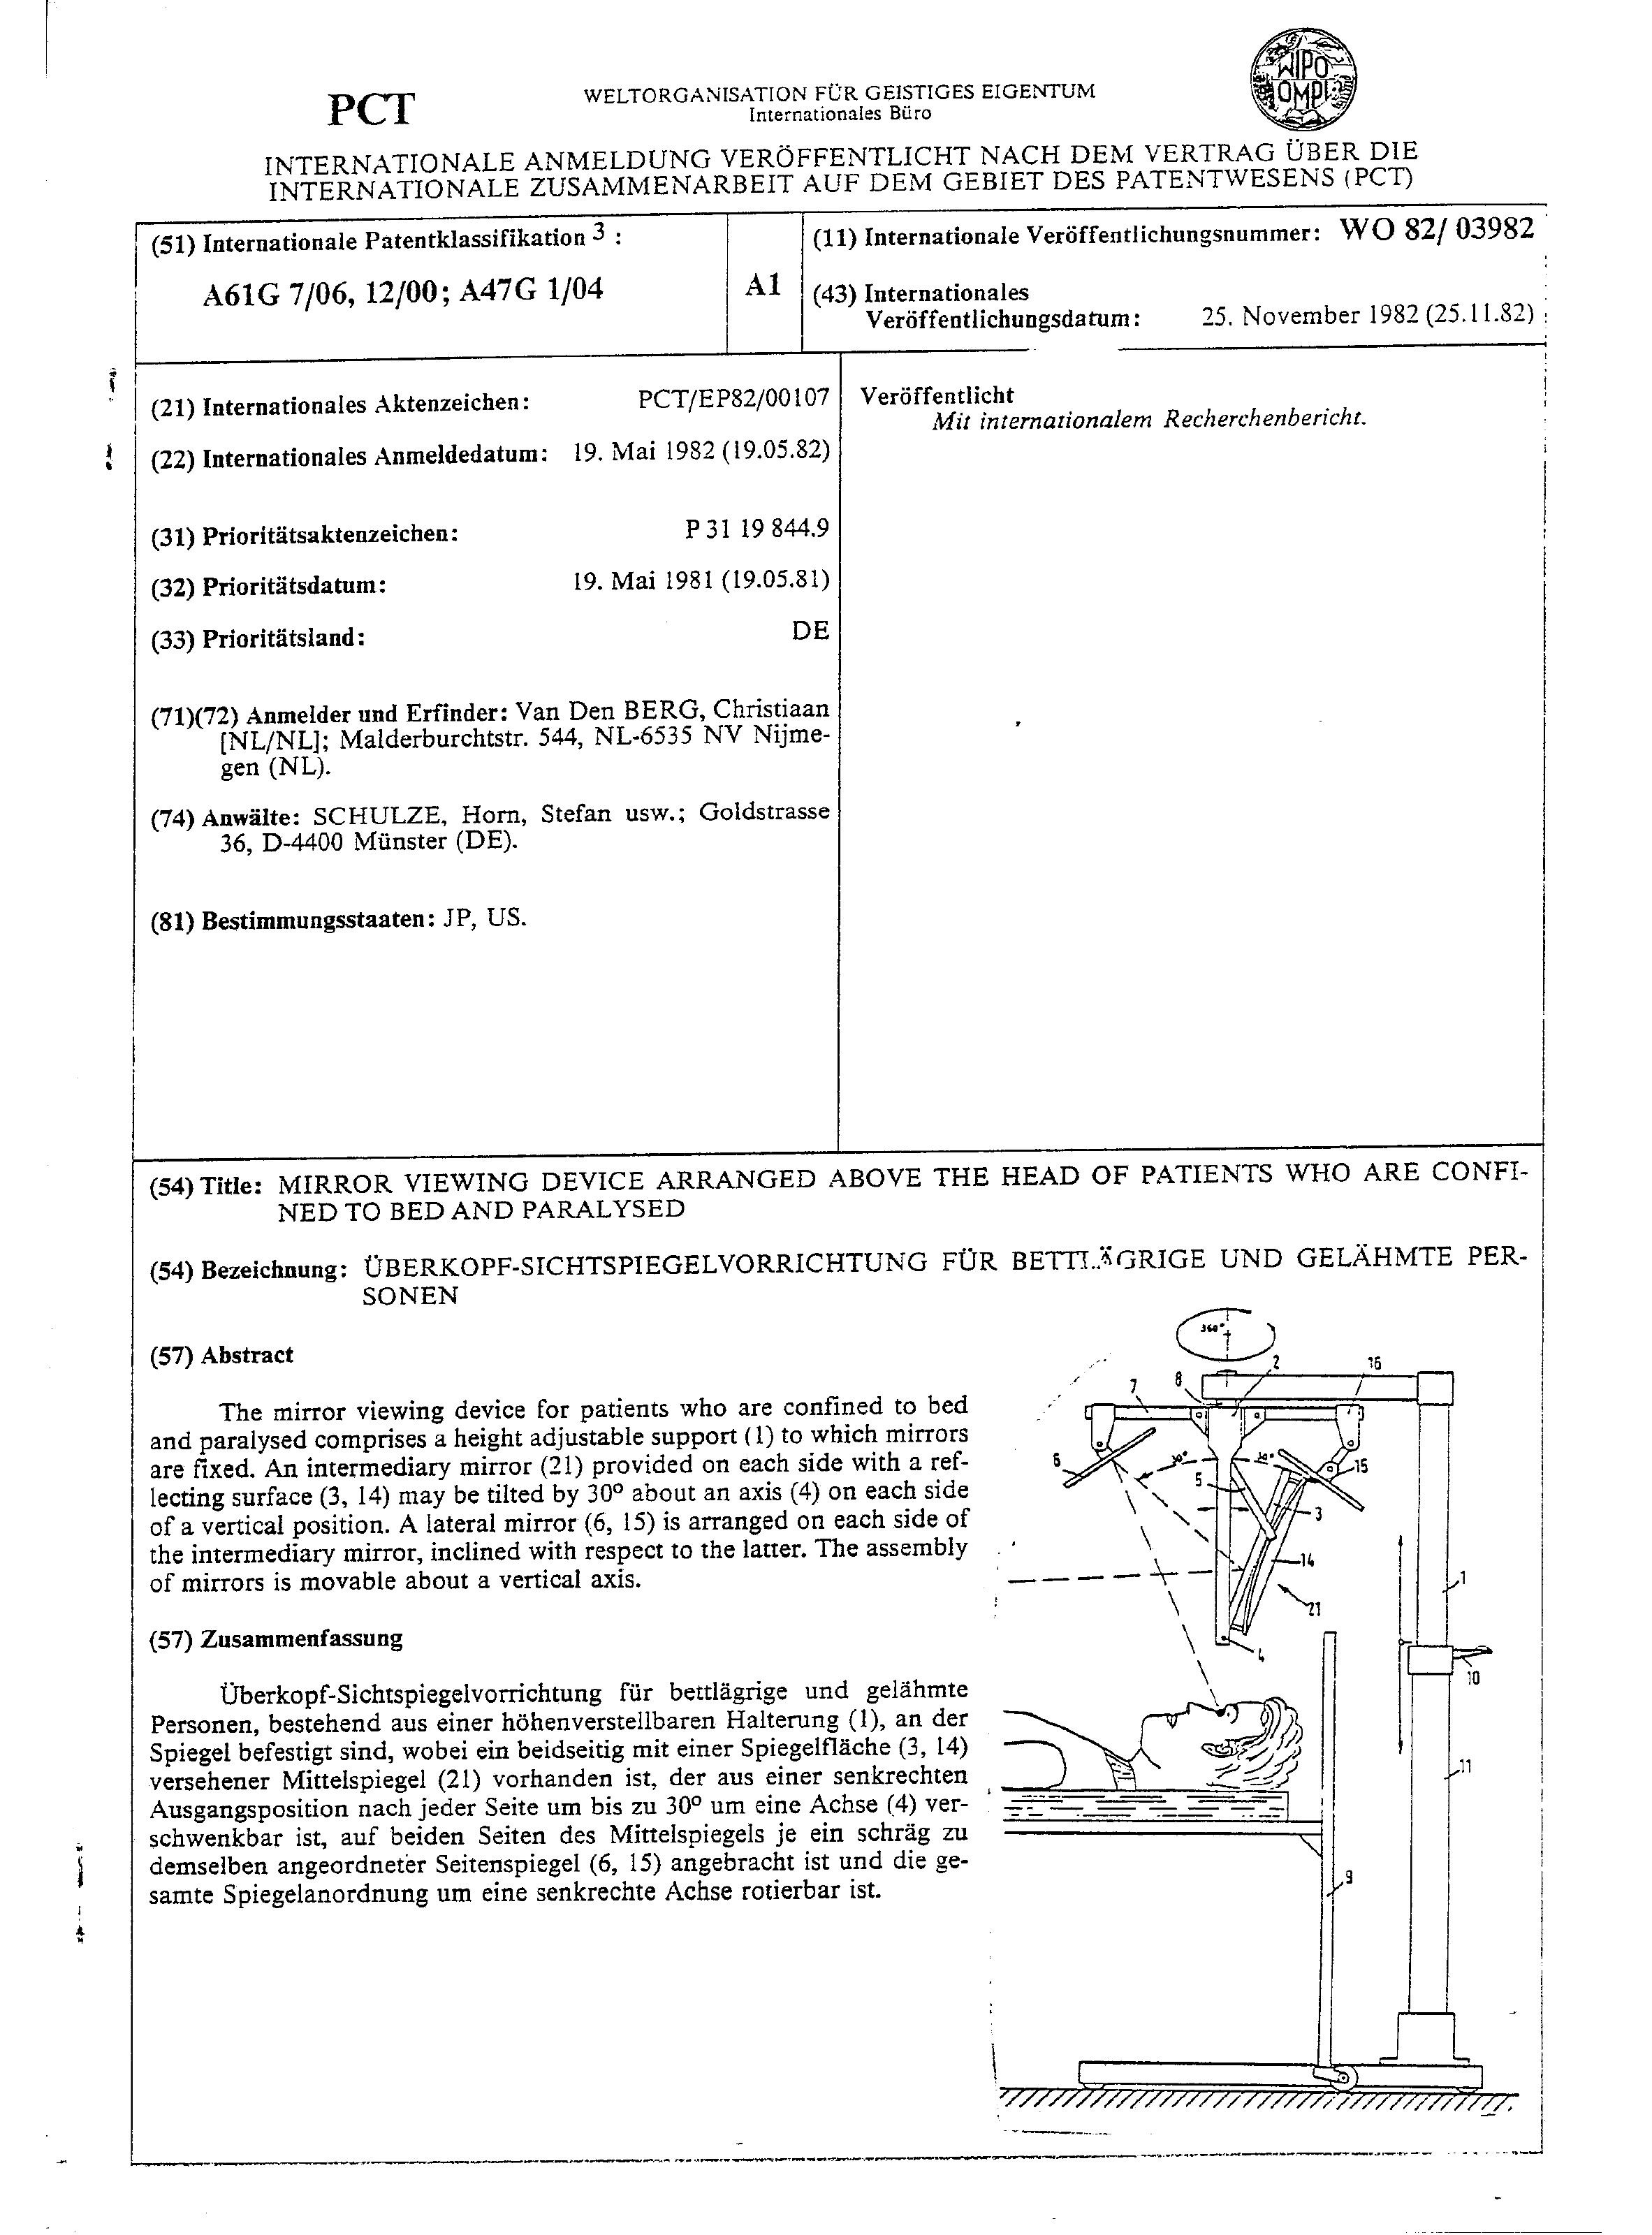 PCT
WELTORGANISATION FÜR GEISTIGES EIGENTUM
Internationales Büro
WIPO
OMPI
INTERNATIONALE ANMELDUNG VERÖFFENTLICHT NACH DEM VERTRAG ÜBER DIE
INTERNATIONALE ZUSAMMENARBEIT AUF DEM GEBIET DES PATENTWESENS (PCT)
(51) Internationale Patentklassifikation 3 :
A61G 7/06, 12/00; A47G 1/04
A1
(11) Internationale Veröffentlichungsnummer: WO 82/ 03982
(43) Internationales
Veröffentlichungsdatum: 25. November 1982 (25.11.82)
(21) Internationales Aktenzeichen: PCT/EP82/00107
(22) Internationales Anmeldedatum: 19. Mai 1982 (19.05.82)
(31) Prioritätsaktenzeichen: P 31 19 844.9
(32) Prioritätsdatum: 19. Mai 1981 (19.05.81)
(33) Prioritätsland: DE
(71)(72) Anmelder und Erfinder: Van Den BERG, Christiaan
[NL/NL]; Malderburchtstr. 544, NL-6535 NV Nijme-
gen (NL).
(74) Anwälte: SCHULZE, Horn, Stefan usw.; Goldstrasse
36, D-4400 Münster (DE).
(81) Bestimmungsstaaten: JP, US.
Veröffentlicht
Mit internationalem Recherchenbericht.
(54) Title: MIRROR VIEWING DEVICE ARRANGED ABOVE THE HEAD OF PATIENTS WHO ARE CONFI-
NED TO BED AND PARALYSED
(54) Bezeichnung: ÜBERKOPF-SICHTSPIEGELVORRICHTUNG FÜR BETTLÄGRIGE UND GELÄHMTE PER-
SONEN
(57) Abstract
The mirror viewing device for patients who are confined to bed
and paralysed comprises a height adjustable support (1) to which mirrors
are fixed. An intermediary mirror (21) provided on each side with a ref-
lecting surface (3, 14) may be tilted by 30º about an axis (4) on each side
of a vertical position. A lateral mirror (6, 15) is arranged on each side of
the intermediary mirror, inclined with respect to the latter. The assembly
of mirrors is movable about a vertical axis.
(57) Zusammenfassung
Überkopf-Sichtspiegelvorrichtung für bettlägrige und gelähmte
Personen, bestehend aus einer höhenverstellbaren Halterung (1), an der
Spiegel befestigt sind, wobei ein beidseitig mit einer Spiegelfläche (3, 14)
versehener Mittelspiegel (21) vorhanden ist, der aus einer senkrechten
Ausgangsposition nach jeder Seite um bis zu 30º um eine Achse (4) ver-
schwenkbar ist, auf beiden Seiten des Mittelspiegels je ein schräg zu
demselben angeordneter Seitenspiegel (6, 15) angebracht ist und die ge-
samte Spiegelanordnung um eine senkrechte Achse rotierbar ist.
360°
2
16
8
7
6
30°
30°
15
5
3
14
1
21
4
10
11
9